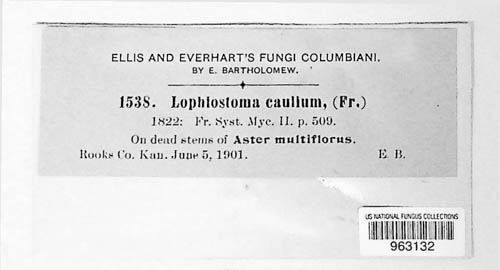 ELLIS AND EVERHART'S FUNGI COLUMBIANI.
BY E. BARTHOLOMEW.
1538. Lophiostoma caulium, (Fr.)
1822: Fr. Syst. Myc. II. p. 509.
On dead stems of Aster multiflorus.
Rooks Co. Kan. June 5, 1901. E. B.
US NATIONAL FUNGUS COLLECTIONS
963132